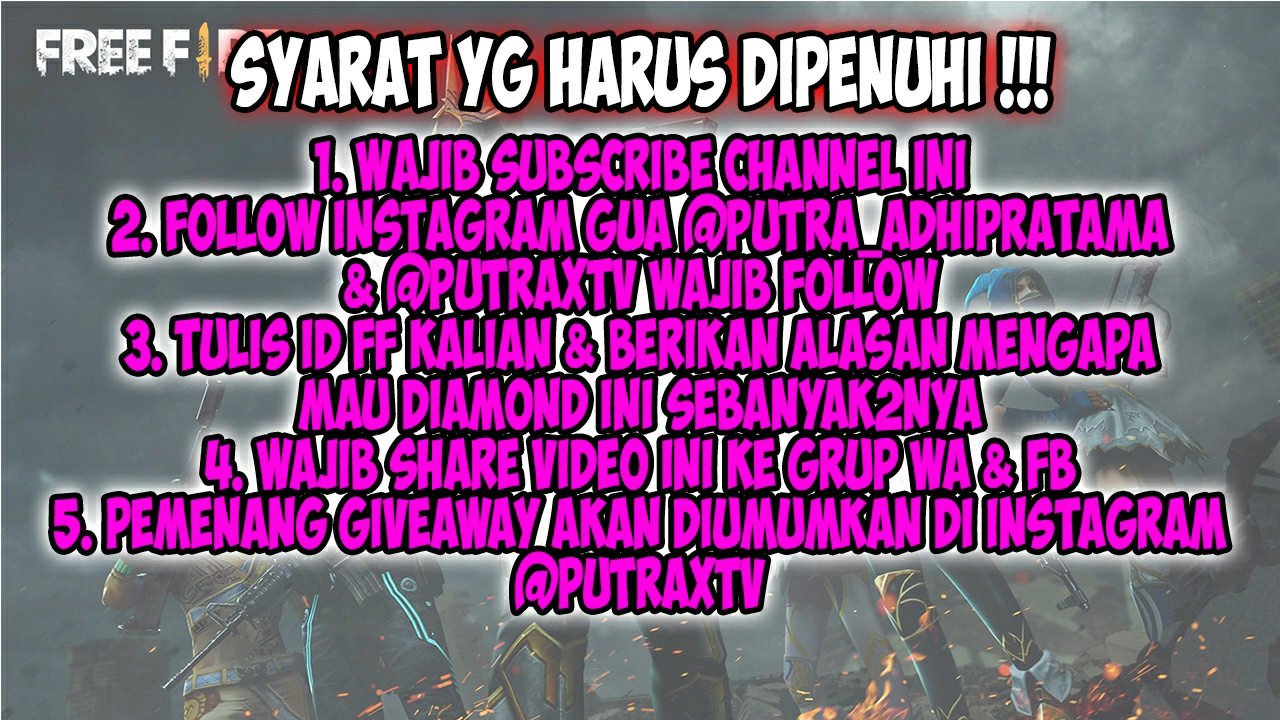 FREE FI
SYARAT YG HARUS DIPENUHI !!!
1. WAJIB SUBSCRIBE CHANNEL INI
2. FOLLOW INSTAGRAM GUA @PUTRA_ADHIPRATAMA
& @PUTRAXTV WAJIB FOLLOW
3. TULIS ID FF KALIAN & BERIKAN ALASAN MENGAPA
MAU DIAMOND INI SEBANYAK2NYA
4. WAJIB SHARE VIDEO INI KE GRUP WA & FB
5. PEMENANG GIVEAWAY AKAN DIUMUMKAN DI INSTAGRAM
@PUTRAXTV